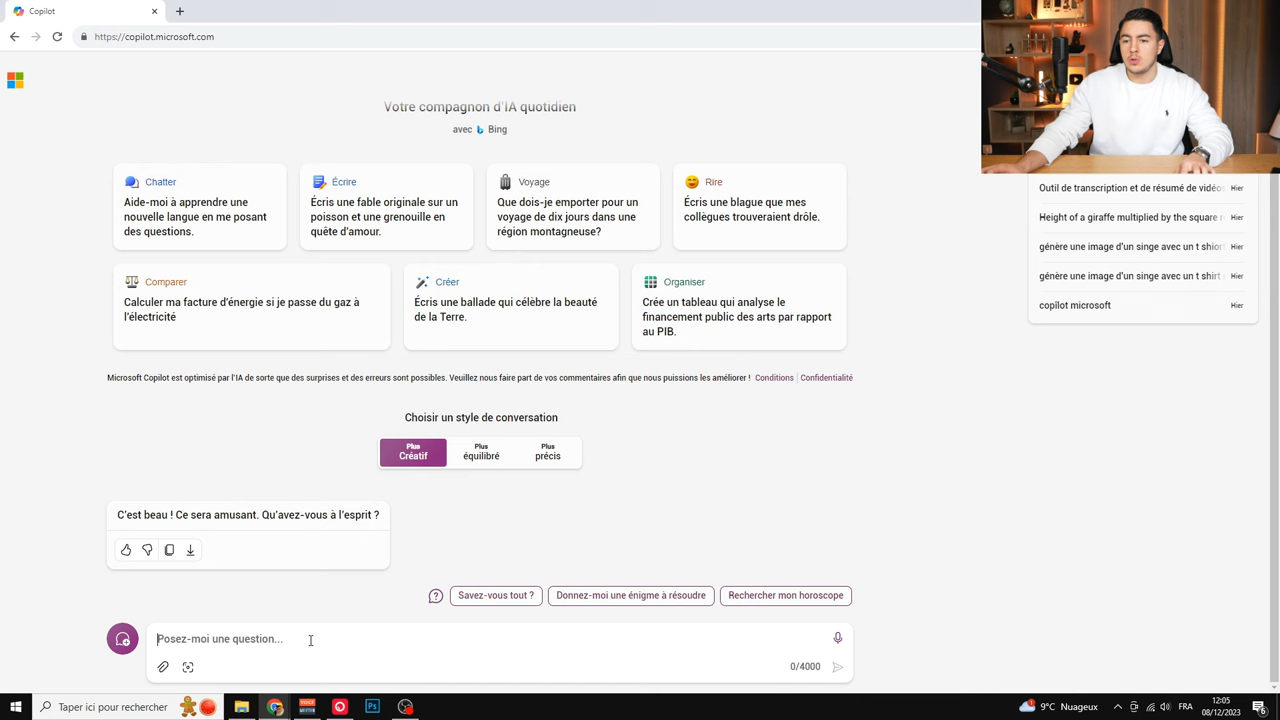 Copilot
https://copilot.microsoft.com
Votre compagnon d'IA quotidien
avec Bing
Chatter
Aide-moi à apprendre une
nouvelle langue en me posant
des questions.
Écrire
Écris une fable originale sur un
poisson et une grenouille en
quête d'amour.
Voyage
Que dois-je emporter pour un
voyage de dix jours dans une
région montagneuse?
Rire
Écris une blague que mes
collègues trouveraient drôle.
Comparer
Calculer ma facture d'énergie si je passe du gaz à
l'électricité
Créer
Écris une ballade qui célèbre la beauté
de la Terre.
Organiser
Crée un tableau qui analyse le
financement public des arts par rapport
au PIB.
Microsoft Copilot est optimisé par l'IA de sorte que des surprises et des erreurs sont possibles. Veuillez nous faire part de vos commentaires afin que nous puissions les améliorer ! Conditions | Confidentialité
Choisir un style de conversation
Plus
Créatif
Plus
équilibré
Plus
précis
C'est beau ! Ce sera amusant. Qu'avez-vous à l'esprit ?
Savez-vous tout ?
Donnez-moi une énigme à résoudre
Rechercher mon horoscope
Posez-moi une question...
0/4000
Outil de transcription et de résumé de vidéos Hier
Height of a giraffe multiplied by the square Hier
génère une image d'un singe avec un t shiort Hier
génère une image d'un singe avec un t shirt Hier
copilot microsoft Hier
Taper ici pour rechercher
9°C Nuageux
FRA
12:05
08/12/2023
6